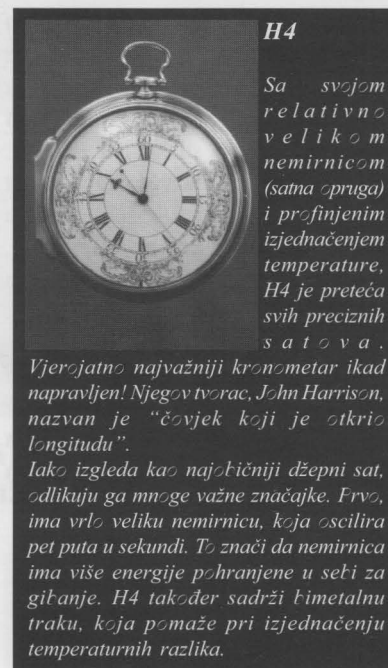 H4
Sa svojom
relativno
velikom
nemirnicom
(satna opruga)
i profinjenim
izjednačenjem
temperature,
H4 je preteća
svih preciznih
satova.
Vjerojatno najvažniji kronometar ikad
napravljen! Njegov tvorac, John Harrison,
nazvan je “čovjek koji je otkrio
longitudu”.
Iako izgleda kao najobičniji džepni sat,
odlikuju ga mnoge važne značajke. Prvo,
ima vrlo veliku nemirnicu, koja oscilira
pet puta u sekundi. To znači da nemirnica
ima više energije pohranjene u sebi za
gibanje. H4 također sadrži bimetalnu
traku, koja pomaže pri izjednačenju
temperaturnih razlika.